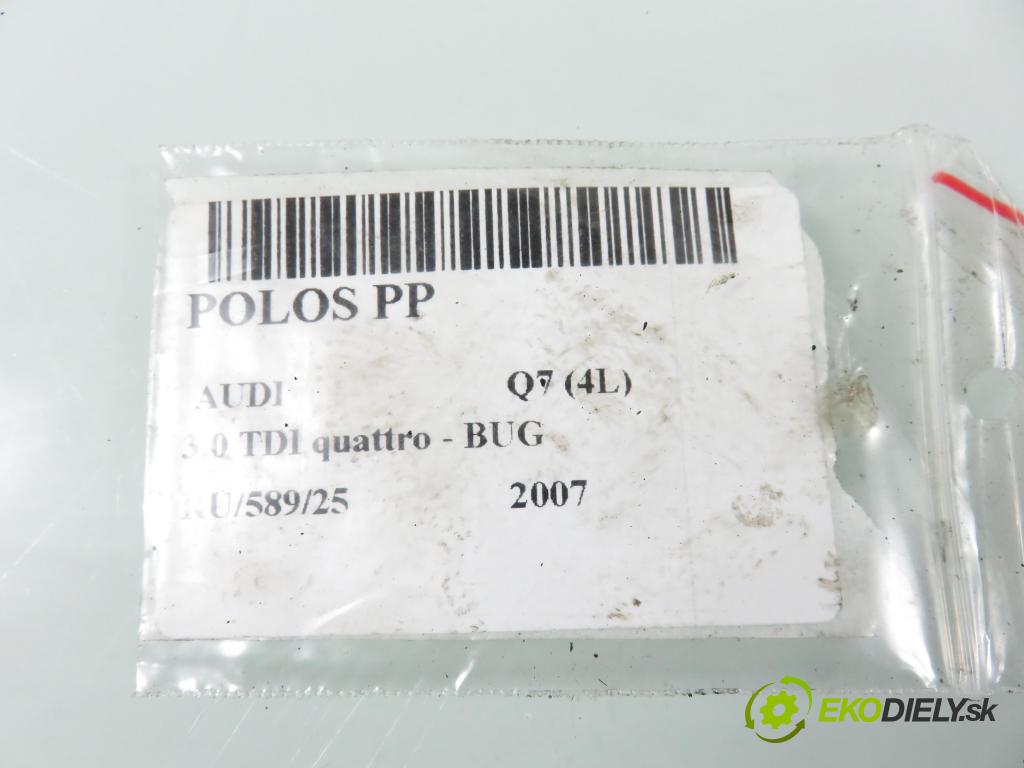 POLOS PP
AUDI Q7 (4L)
3.0 TDI quattro - BUG
RU/589/25 2007
EKODIELY.sk